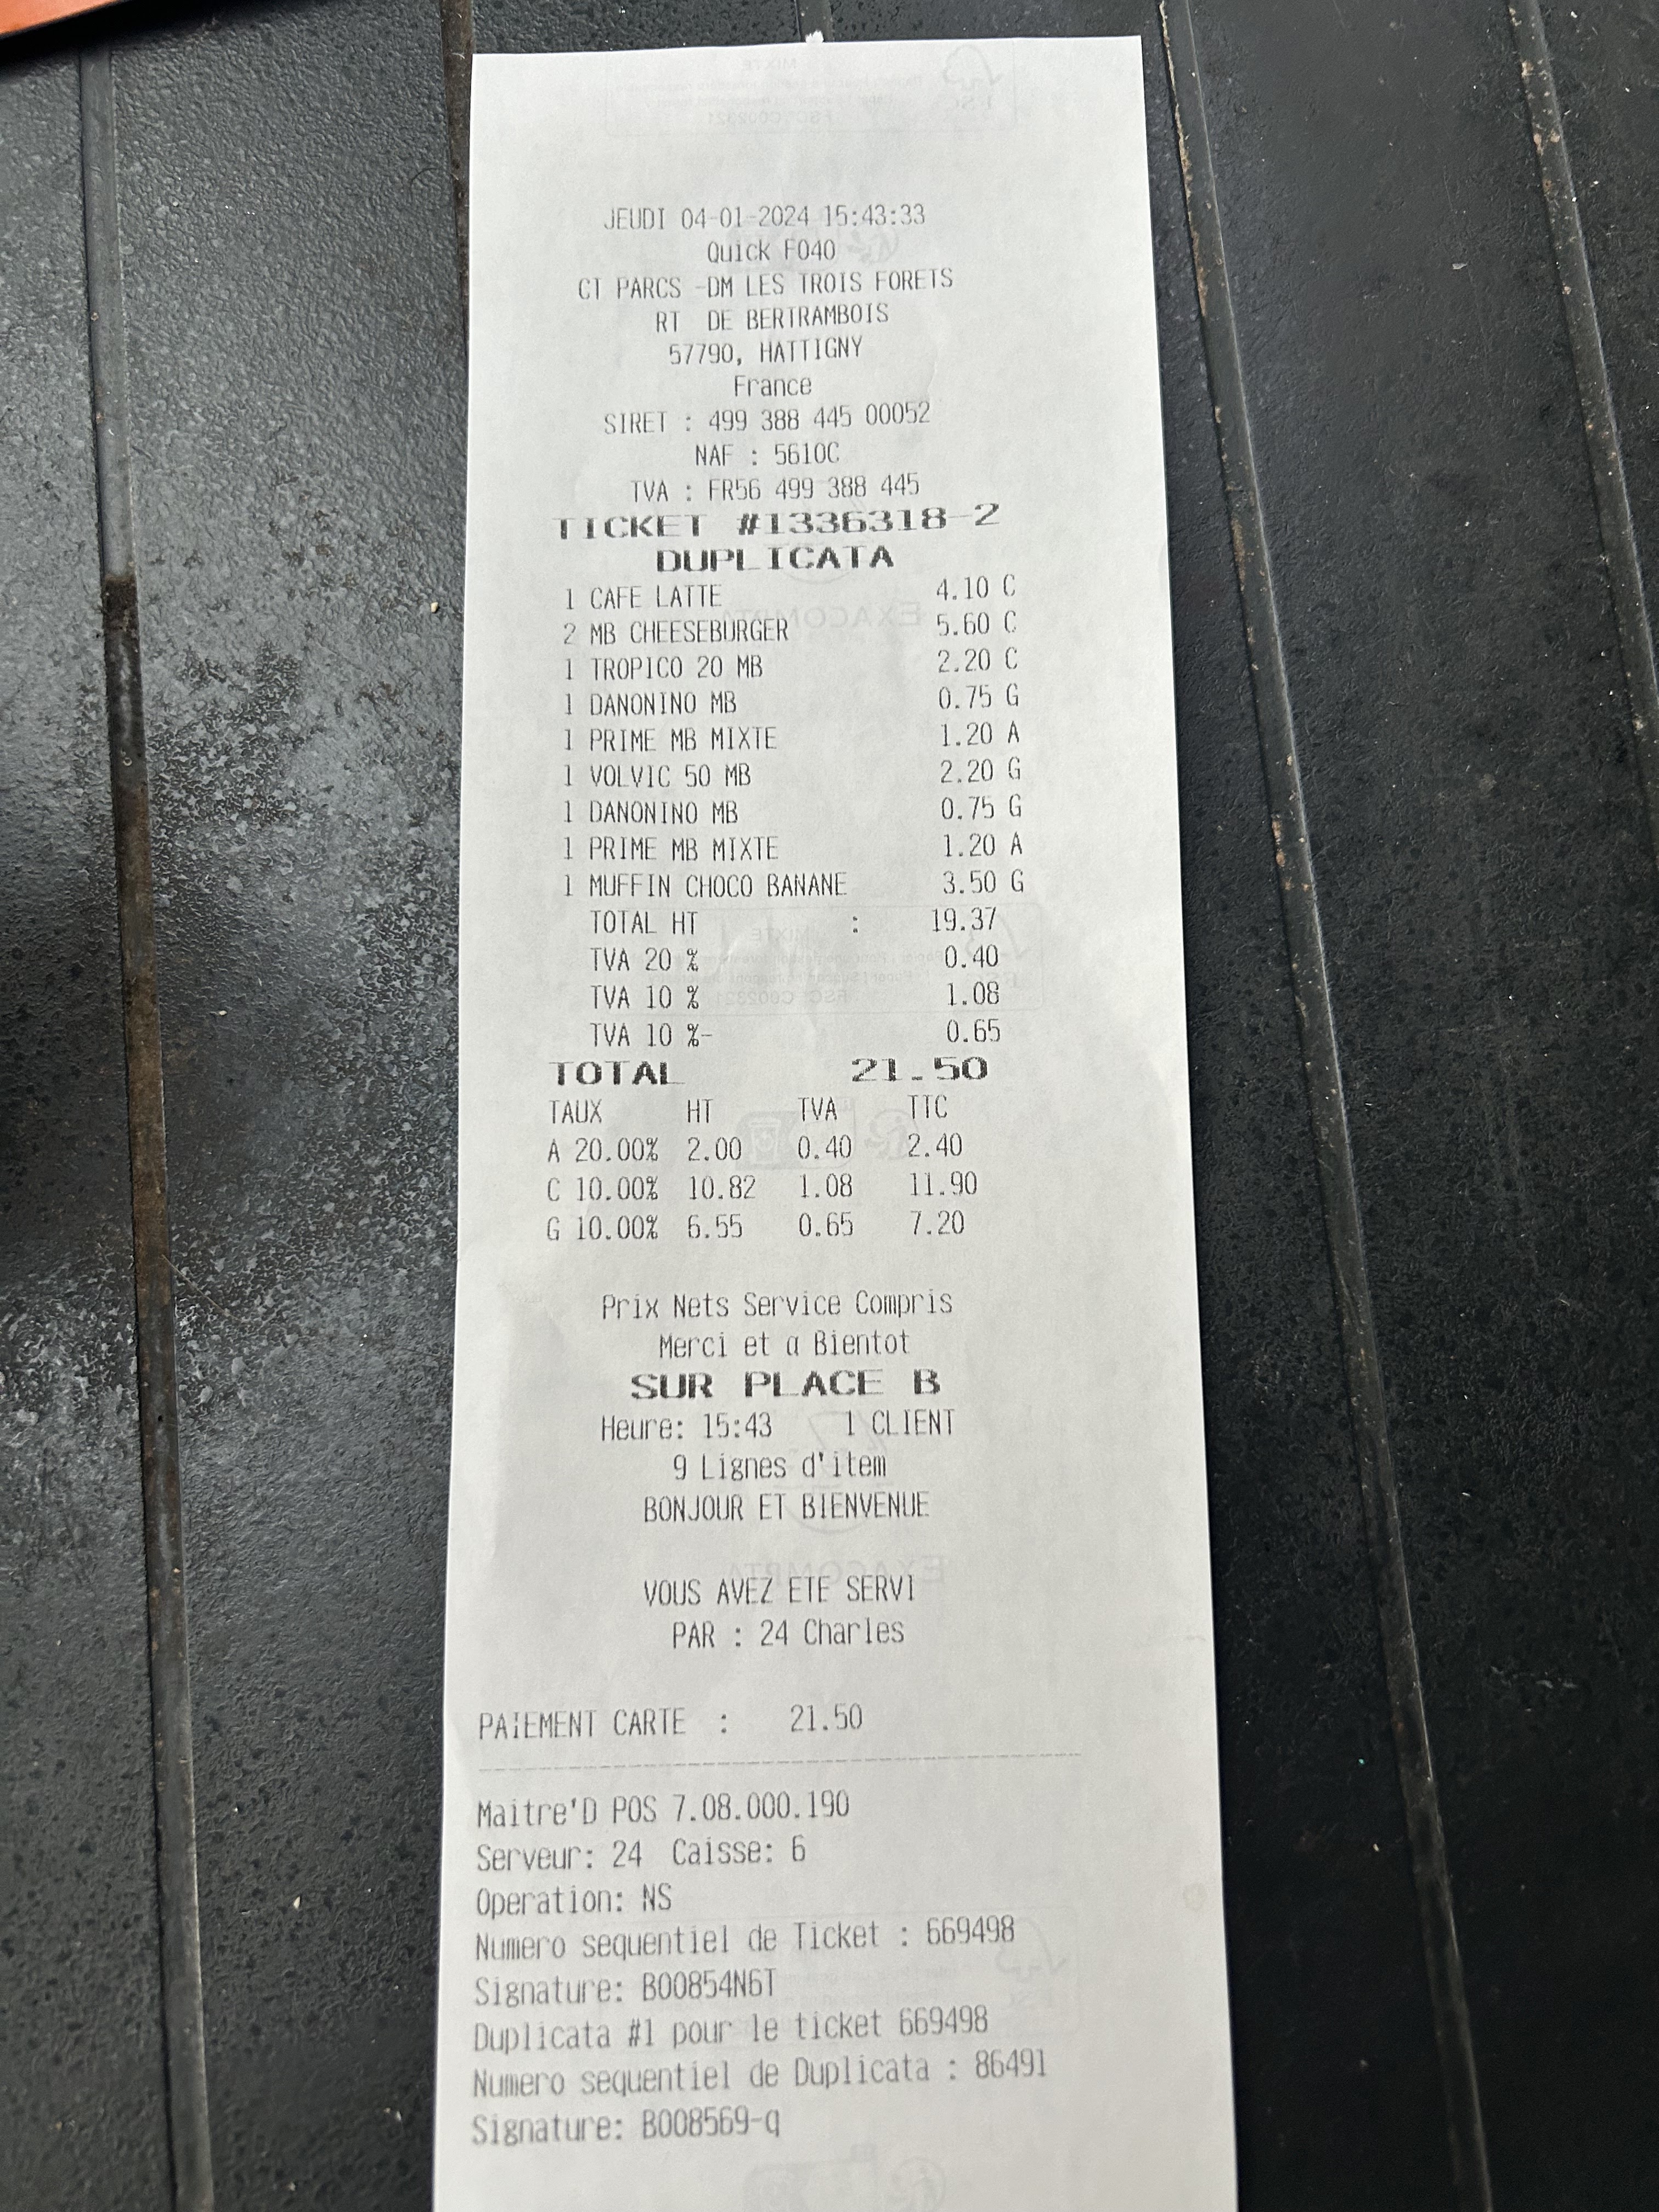 JEUDI 04-01-2024 15:43:33
Quick F040
CT PARCS -DM LES TROIS FORETS
RT DE BERTRAMBOIS
57790, HATTIGNY
France
SIRET : 499 388 445 00052
NAF : 5610C
TVA : FR56 499 388 445
TICKET #1336318-2
DUPLICATA
1 CAFE LATTE 4.10 C
2 MB CHEESEBURGER 5.60 C
1 TROPICO 20 MB 2.20 C
1 DANONINO MB 0.75 G
1 PRIME MB MIXTE 1.20 A
1 VOLVIC 50 MB 2.20 G
1 DANONINO MB 0.75 G
1 PRIME MB MIXTE 1.20 A
1 MUFFIN CHOCO BANANE 3.50 G
TOTAL HT : 19.37
TVA 20 % 0.40
TVA 10 % 1.08
TVA 10 %- 0.65
TOTAL 21.50
TAUX HT TVA TTC
A 20.00% 2.00 0.40 2.40
C 10.00% 10.82 1.08 11.90
G 10.00% 6.55 0.65 7.20
Prix Nets Service Compris
Merci et a Bientot
SUR PLACE B
Heure: 15:43 1 CLIENT
9 Lignes d'item
BONJOUR ET BIENVENUE
VOUS AVEZ ETE SERVI
PAR : 24 Charles
PAIEMENT CARTE : 21.50
Maitre'D POS 7.08.000.190
Serveur: 24 Caisse: 6
Operation: NS
Numero sequentiel de Ticket : 669498
Signature: B00854N6T
Duplicata #1 pour le ticket 669498
Numero sequentiel de Duplicata : 86491
Signature: B008569-q